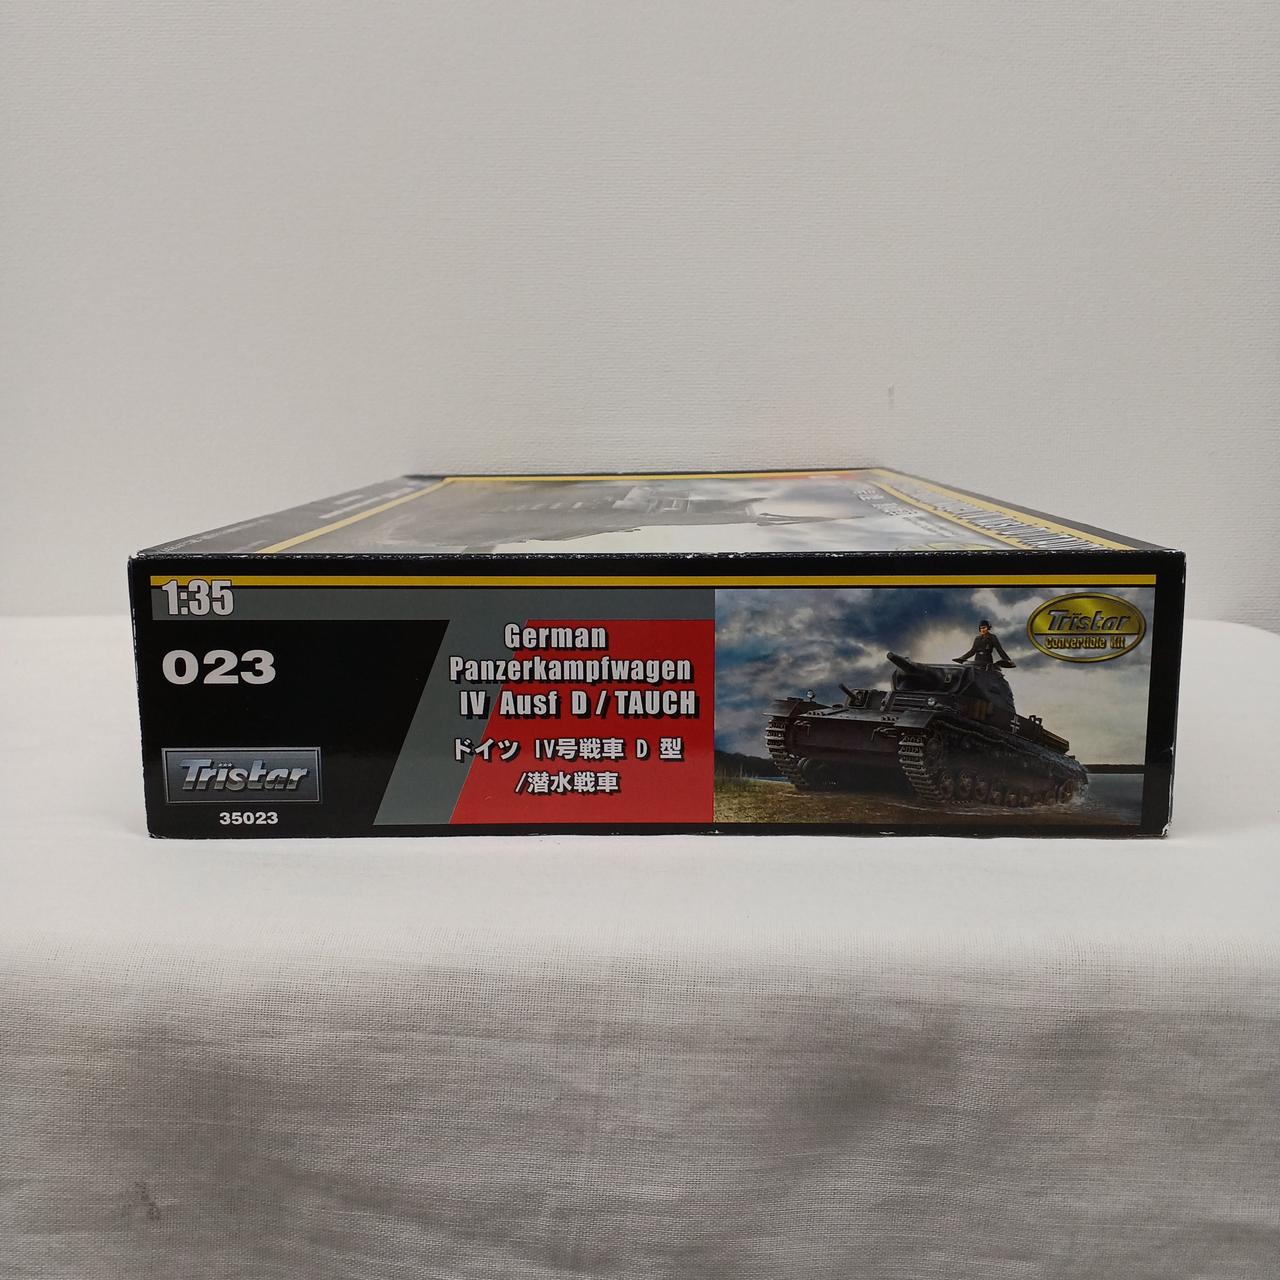 1:35
023
German
Panzerkampfwagen
IV Ausf D / TAUCH
ドイツ IV号戦車 D 型
/潜水戦車
Tristar
35023
Tristar
Convertible Kit